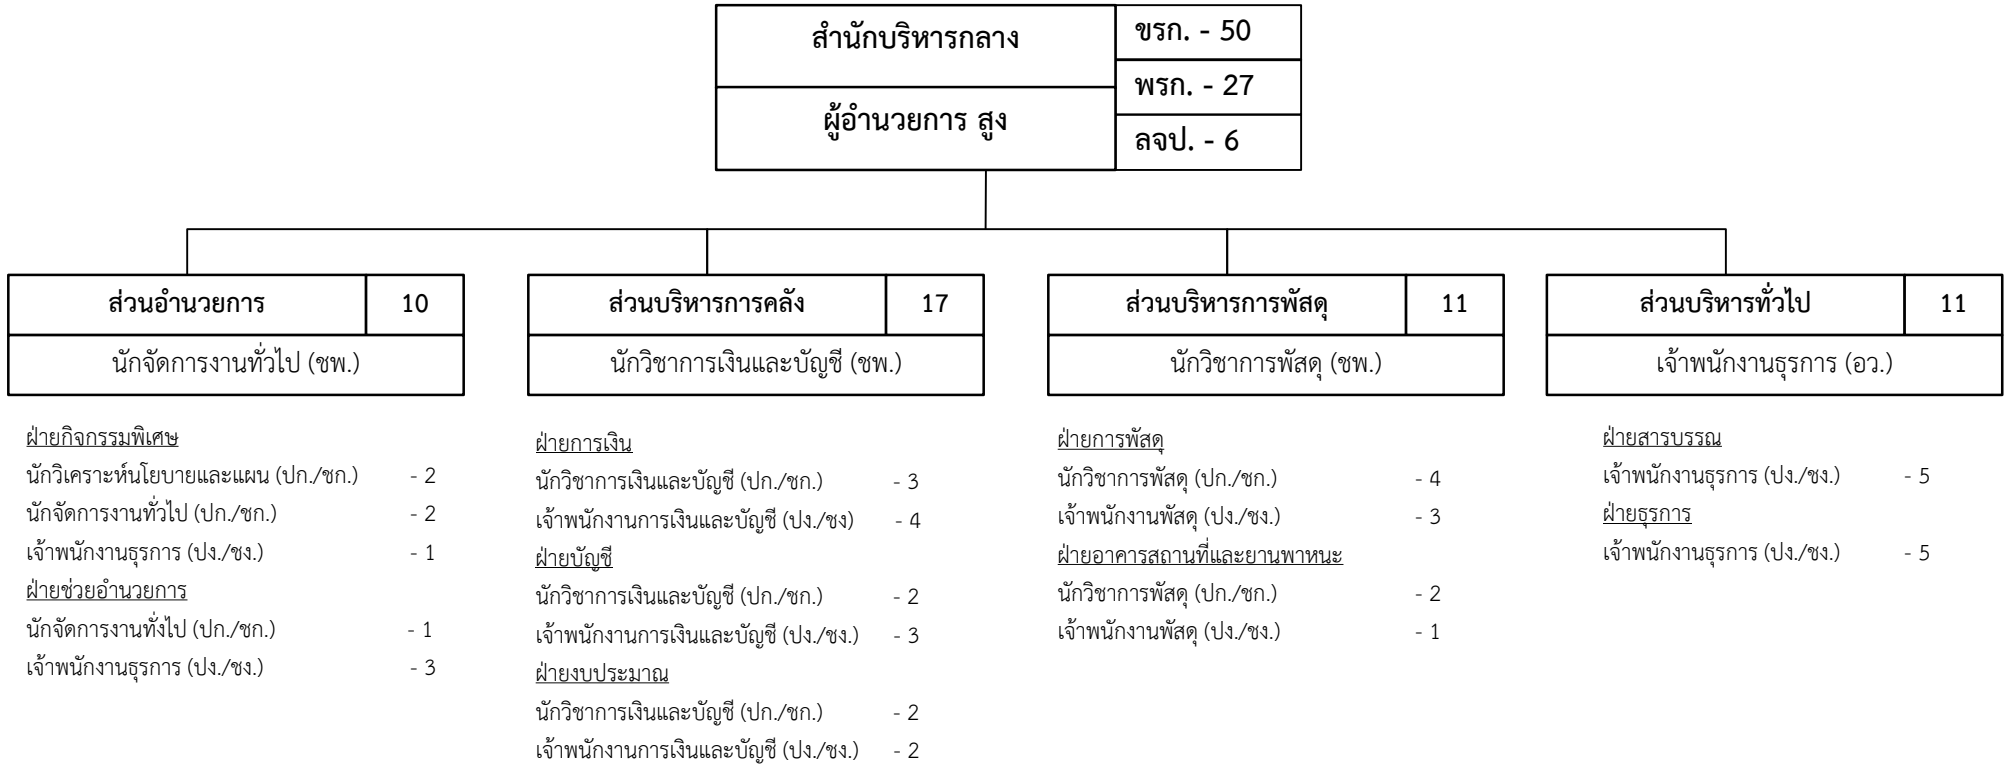 สำนักบริหารกลาง
ผู้อำนวยการ สูง
ขรก. - 50
พรก. - 27
ลจป. - 6
ส่วนอำนวยการ 10
นักจัดการงานทั่วไป (ชพ.)
ฝ่ายกิจกรรมพิเศษ
นักวิเคราะห์นโยบายและแผน (ปก./ชก.) - 2
นักจัดการงานทั่วไป (ปก./ชก.) - 2
เจ้าพนักงานธุรการ (ปง./ชง.) - 1
ฝ่ายช่วยอำนวยการ
นักจัดการงานทั่งไป (ปก./ชก.) - 1
เจ้าพนักงานธุรการ (ปง./ชง.) - 3
ส่วนบริหารการคลัง 17
นักวิชาการเงินและบัญชี (ชพ.)
ฝ่ายการเงิน
นักวิชาการเงินและบัญชี (ปก./ชก.) - 3
เจ้าพนักงานการเงินและบัญชี (ปง./ชง) - 4
ฝ่ายบัญชี
นักวิชาการเงินและบัญชี (ปก./ชก.) - 2
เจ้าพนักงานการเงินและบัญชี (ปง./ชง.) - 3
ฝ่ายงบประมาณ
นักวิชาการเงินและบัญชี (ปก./ชก.) - 2
เจ้าพนักงานการเงินและบัญชี (ปง./ชง.) - 2
ส่วนบริหารการพัสดุ 11
นักวิชาการพัสดุ (ชพ.)
ฝ่ายการพัสดุ
นักวิชาการพัสดุ (ปก./ชก.) - 4
เจ้าพนักงานพัสดุ (ปง./ชง.) - 3
ฝ่ายอาคารสถานที่และยานพาหนะ
นักวิชาการพัสดุ (ปก./ชก.) - 2
เจ้าพนักงานพัสดุ (ปง./ชง.) - 1
ส่วนบริหารทั่วไป 11
เจ้าพนักงานธุรการ (อว.)
ฝ่ายสารบรรณ
เจ้าพนักงานธุรการ (ปง./ชง.) - 5
ฝ่ายธุรการ
เจ้าพนักงานธุรการ (ปง./ชง.) - 5